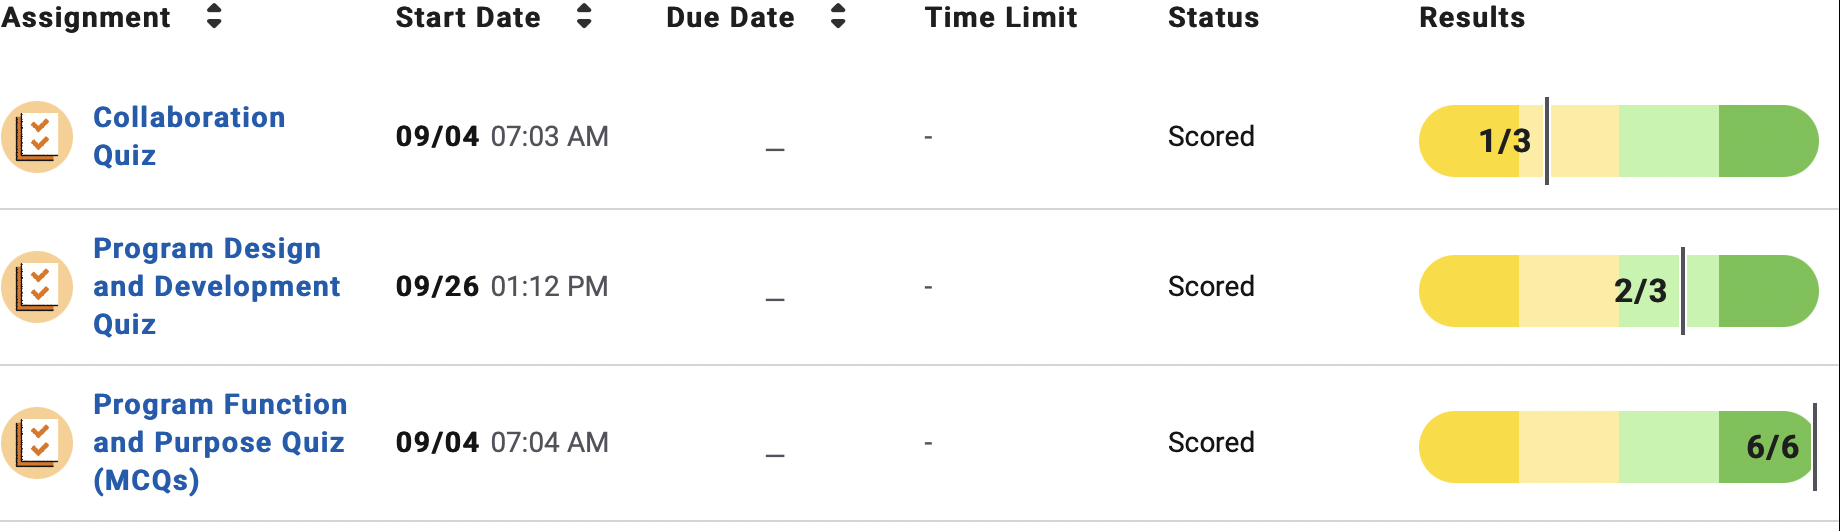 Assignment Start Date Due Date Time Limit Status Results
Collaboration
Quiz
09/04 07:03 AM _ - Scored 1/3
Program Design
and Development
Quiz
09/26 01:12 PM _ - Scored 2/3
Program Function
and Purpose Quiz
(MCQs)
09/04 07:04 AM _ - Scored 6/6